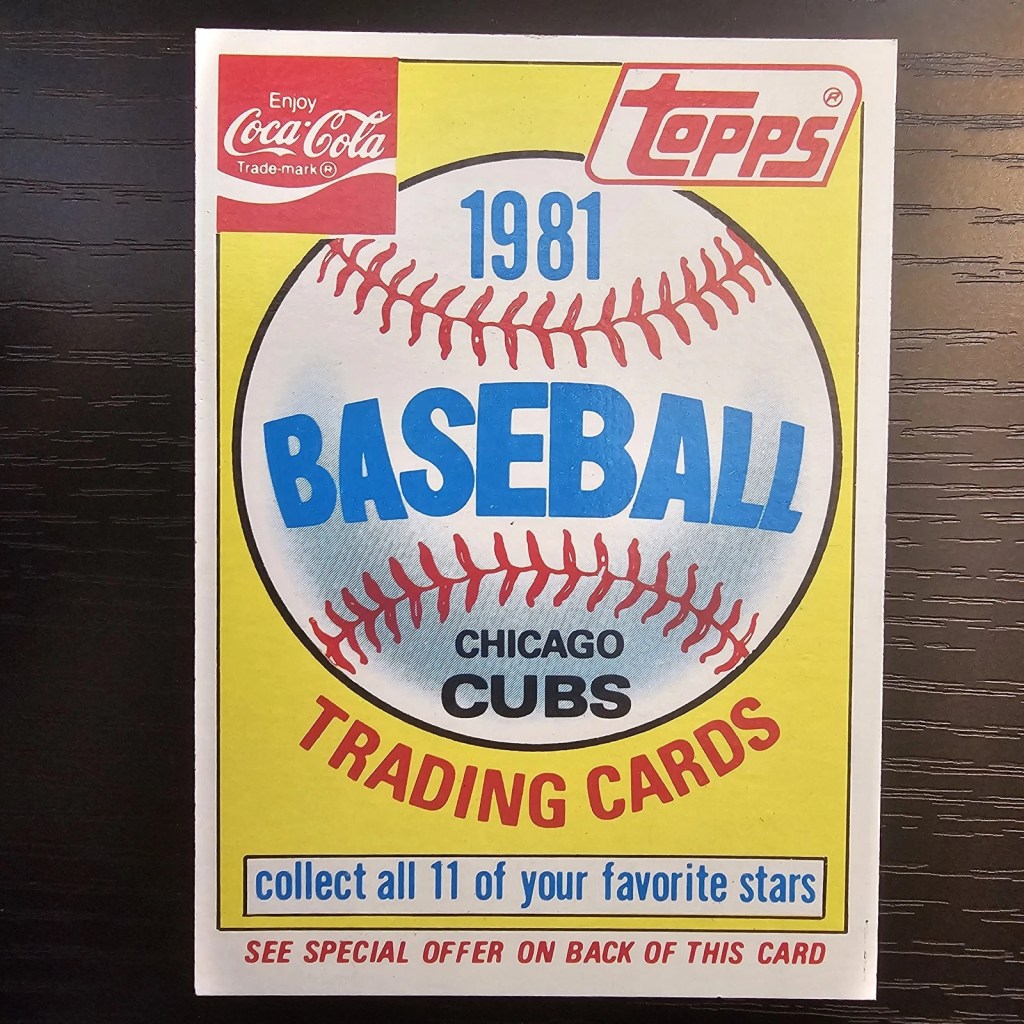 Enjoy
Coca-Cola
Trade-mark®
TOPPS®
1981
BASEBALL
CHICAGO
CUBS
TRADING CARDS
collect all 11 of your favorite stars
SEE SPECIAL OFFER ON BACK OF THIS CARD